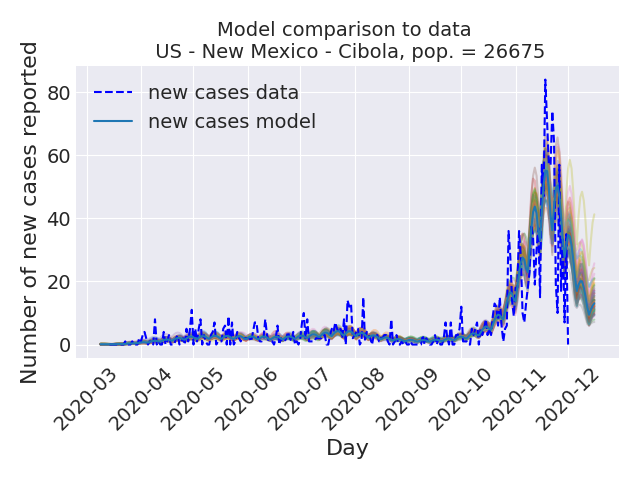 Model comparison to data
US - New Mexico - Cibola, pop. = 26675
Number of new cases reported
80
60
40
20
0
new cases data
new cases model
2020-03
2020-04
2020-05
2020-06
2020-07
2020-08
2020-09
2020-10
2020-11
2020-12
Day